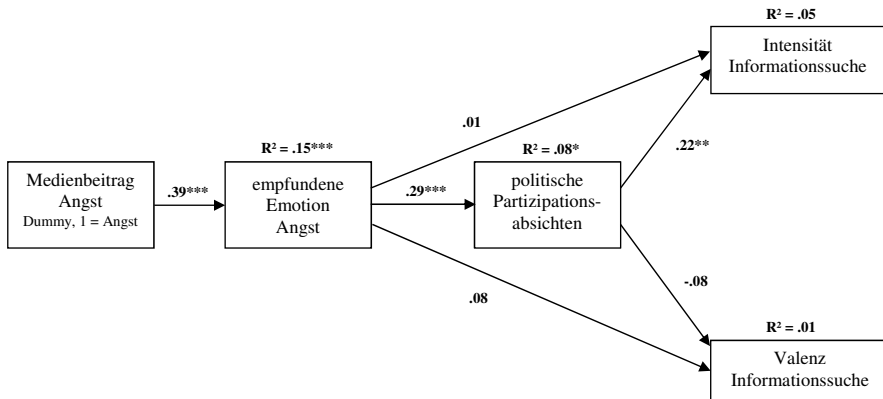 R² = .05
Intensität
Informationssuche
.01
.22**
R² = .15***
R² = .08*
Medienbeitrag
Angst
Dummy, 1 = Angst
.39***
empfundene
Emotion
Angst
.29***
politische
Partizipations-
absichten
.08
-.08
R² = .01
Valenz
Informationssuche